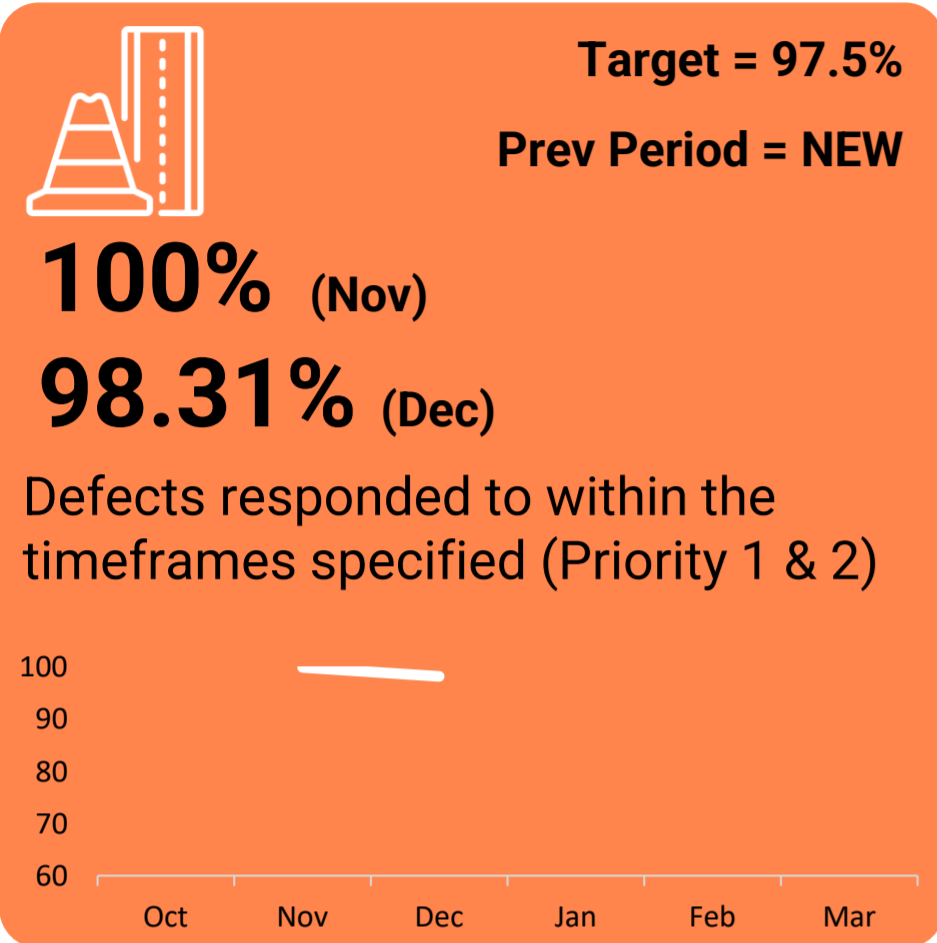 Target = 97.5%
Prev Period = NEW
100% (Nov)
98.31% (Dec)
Defects responded to within the
timeframes specified (Priority 1 & 2)
100
90
80
70
60
Oct Nov Dec Jan Feb Mar